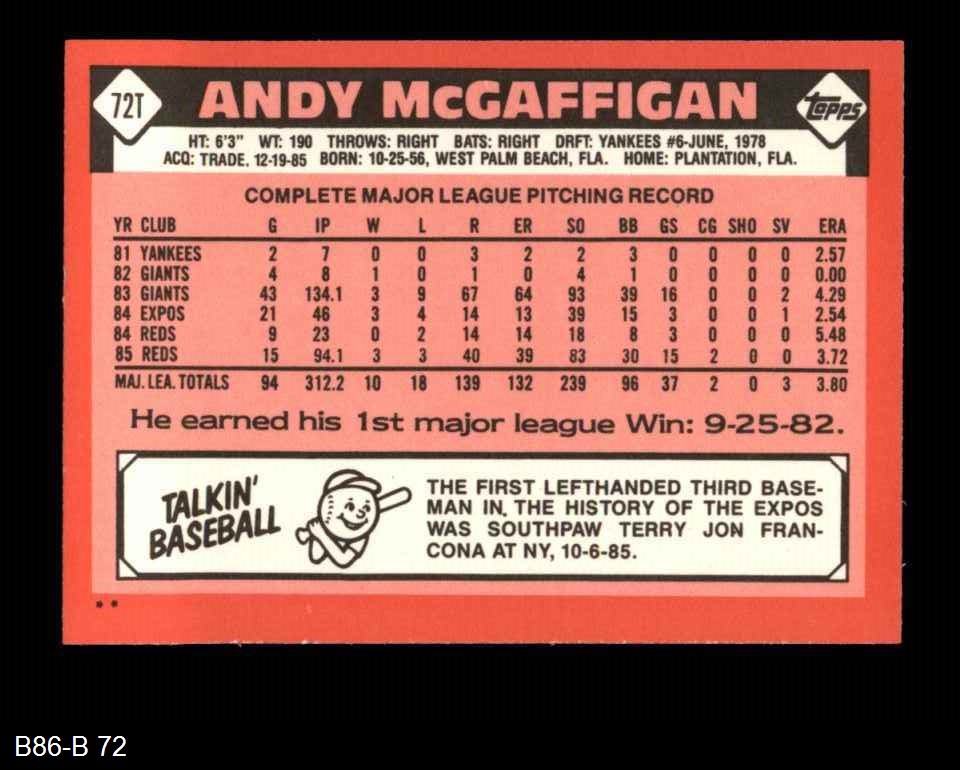 72T
ANDY McGAFFIGAN
Topps
HT: 6'3" WT: 190 THROWS: RIGHT BATS: RIGHT DRFT: YANKEES #6-JUNE, 1978
ACQ: TRADE, 12-19-85 BORN: 10-25-56, WEST PALM BEACH, FLA. HOME: PLANTATION, FLA.
COMPLETE MAJOR LEAGUE PITCHING RECORD
YR CLUB G IP W L R ER SO BB GS CG SHO SV ERA
81 YANKEES 2 7 0 0 3 2 2 3 0 0 0 0 2.57
82 GIANTS 4 8 1 0 1 0 4 1 0 0 0 0 0.00
83 GIANTS 43 134.1 3 9 67 64 93 39 16 0 0 2 4.29
84 EXPOS 21 46 3 4 14 13 39 15 3 0 0 1 2.54
84 REDS 9 23 0 2 14 14 18 8 3 0 0 0 5.48
85 REDS 15 94.1 3 3 40 39 83 30 15 2 0 0 3.72
MAJ. LEA. TOTALS 94 312.2 10 18 139 132 239 96 37 2 0 3 3.80
He earned his 1st major league Win: 9-25-82.
TALKIN'
BASEBALL
THE FIRST LEFTHANDED THIRD BASE-
MAN IN THE HISTORY OF THE EXPOS
WAS SOUTHPAW TERRY JON FRAN-
CONA AT NY, 10-6-85.
**
B86-B 72